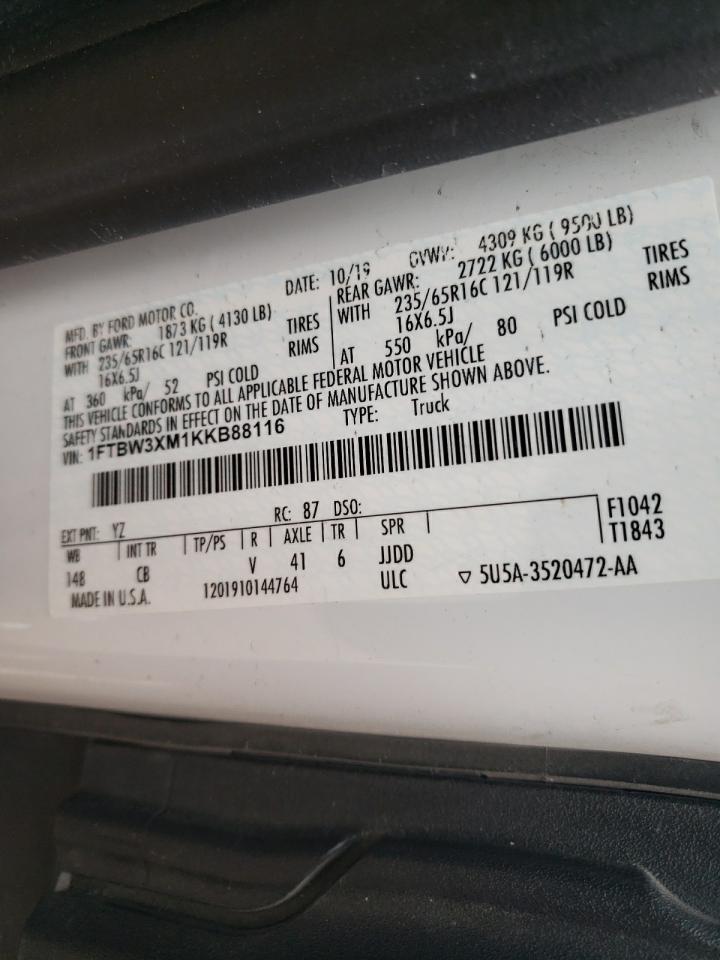 MFD. BY FORD MOTOR CO. DATE: 10/19 GVWR: 4309 KG ( 9500 LB)
FRONT GAWR: 1873 KG ( 4130 LB) REAR GAWR: 2722 KG ( 6000 LB)
WITH 235/65R16C 121/119R TIRES WITH 235/65R16C 121/119R TIRES
16X6.5J RIMS 16X6.5J RIMS
AT 360 kPa/ 52 PSI COLD AT 550 kPa/ 80 PSI COLD
THIS VEHICLE CONFORMS TO ALL APPLICABLE FEDERAL MOTOR VEHICLE
SAFETY STANDARDS IN EFFECT ON THE DATE OF MANUFACTURE SHOWN ABOVE.
VIN: 1FTBW3XM1KKB88116 TYPE: Truck
EXT PNT: YZ RC: 87 DSO: F1042
WB INT TR TP/PS R AXLE TR SPR T1843
148 CB V 41 6 JJDD
MADE IN U.S.A. 1201910144764 ULC ▽ 5U5A-3520472-AA